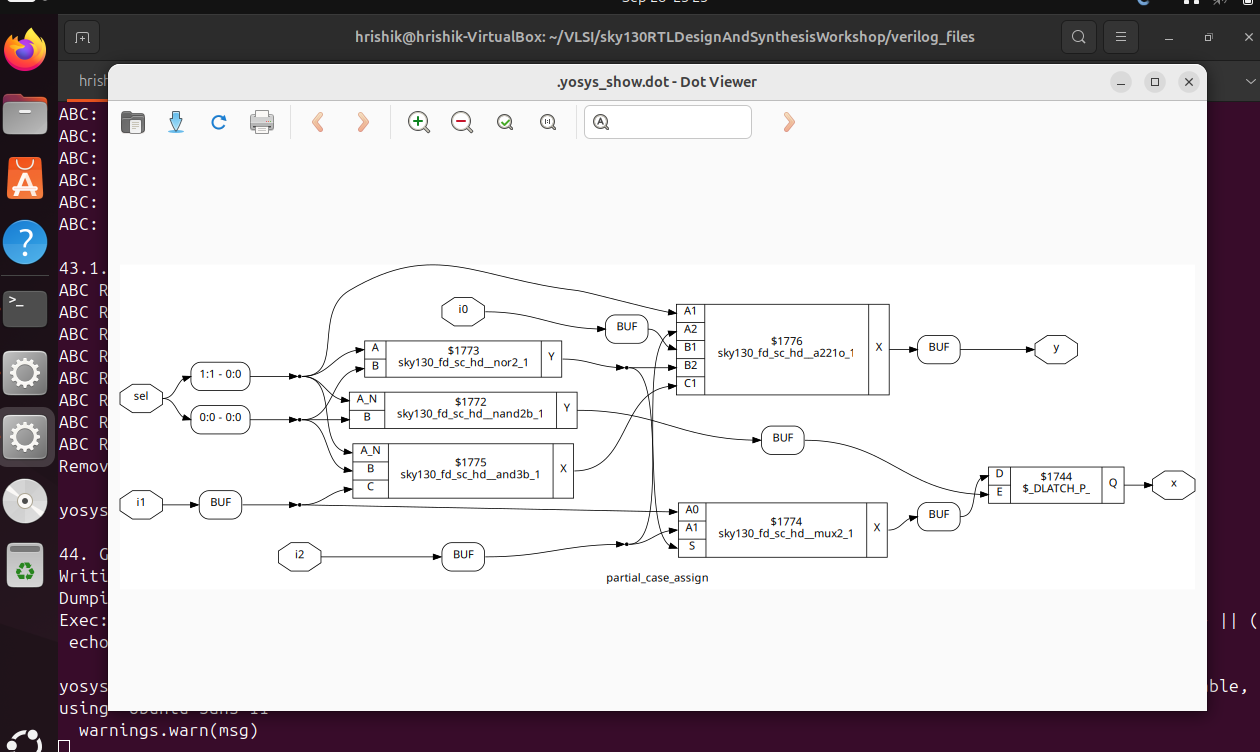 hrishik@hrishik-VirtualBox: ~/VLSI/sky130RTLDesignAndSynthesisWorkshop/verilog_files
hrish
.yosys_show.dot - Dot Viewer
ABC:
ABC:
ABC:
ABC:
ABC:
ABC:
43.1.
ABC R
ABC R
ABC R
ABC R
ABC R
ABC R
ABC R
ABC R
Remov
yosys
44. G
Writi
Dumpi
Exec:
|| (
echo
yosys
ble,
using
warnings.warn(msg)
i0
BUF
A1
A2
B1
B2
C1
$1776
sky130_fd_sc_hd__a221o_1
X
BUF
y
A
B
$1773
sky130_fd_sc_hd__nor2_1
Y
sel
1:1 - 0:0
0:0 - 0:0
A_N
B
$1772
sky130_fd_sc_hd__nand2b_1
Y
BUF
A_N
B
C
$1775
sky130_fd_sc_hd__and3b_1
X
D
E
$1744
$_DLATCH_P_
Q
x
i1
BUF
A0
A1
S
$1774
sky130_fd_sc_hd__mux2_1
X
BUF
i2
BUF
partial_case_assign